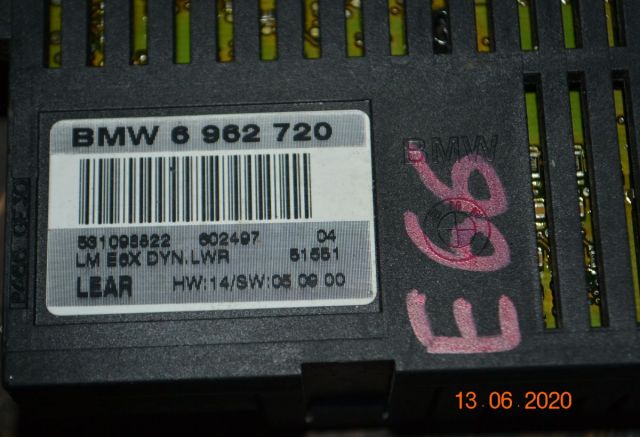 BMW 6 962 720
531098822 602497 04
LM E6X DYN.LWR 51551
LEAR HW:14/SW:05 09 00
BMW
E66
13.06.2020